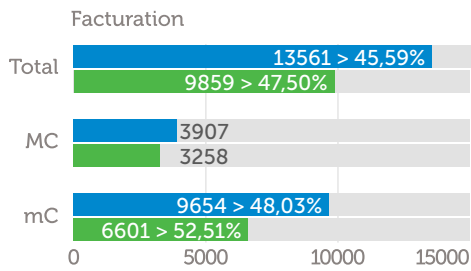 Facturation
Total
13561 > 45,59%
9859 > 47,50%
MC
3907
3258
mC
9654 > 48,03%
6601 > 52,51%
0 5000 10000 15000